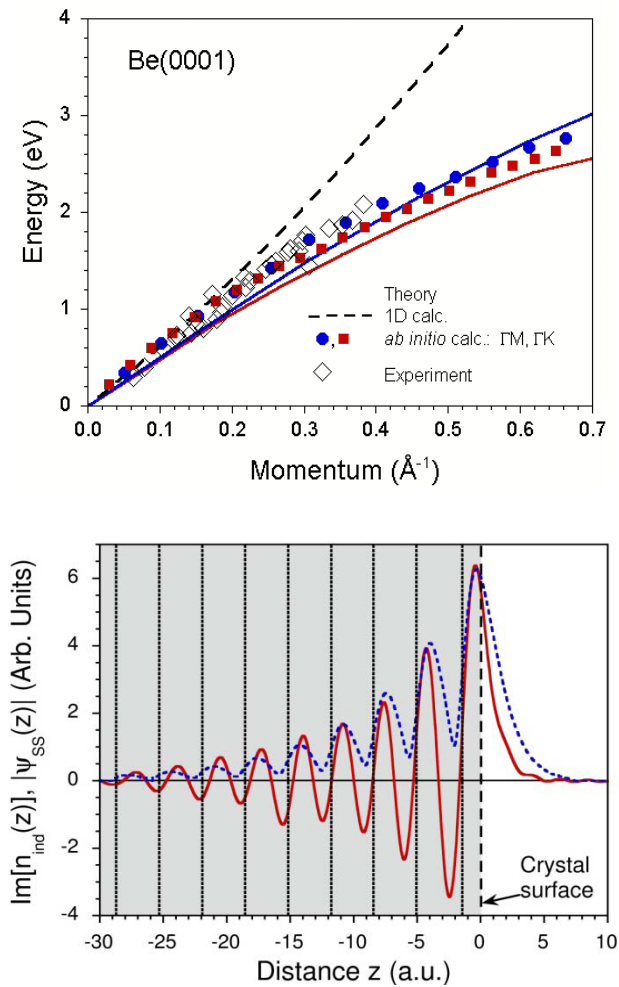 4
3
2
1
0
Energy (eV)
Be(0001)
Theory
1D calc.
, ab initio calc.: ΓM, ΓK
Experiment
0.0 0.1 0.2 0.3 0.4 0.5 0.6 0.7
Momentum (Å⁻¹)
6
4
2
0
-2
-4
Im[n_ind(z)], |ψ_SS(z)| (Arb. Units)
Crystal
surface
-30 -25 -20 -15 -10 -5 0 5 10
Distance z (a.u.)